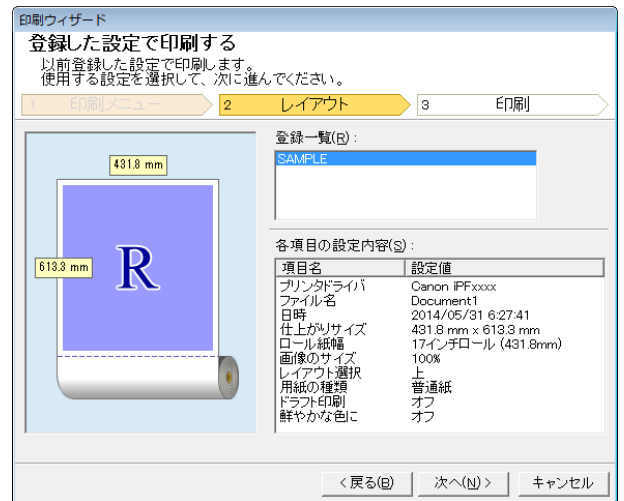 印刷ウィザード
登録した設定で印刷する
以前登録した設定で印刷します。
使用する設定を選択して、次に進んでください。
1 印刷メニュー 2 レイアウト 3 印刷
431.8 mm
613.3 mm
R
登録一覧(R) :
SAMPLE
各項目の設定内容(S) :
項目名 設定値
プリンタドライバ Canon iPFxxxx
ファイル名 Document1
日時 2014/05/31 6:27:41
仕上がりサイズ 431.8 mm x 613.3 mm
ロール紙幅 17インチロール (431.8mm)
画像のサイズ 100%
レイアウト選択 上
用紙の種類 普通紙
ドラフト印刷 オフ
鮮やかな色に オフ
< 戻る(B) 次へ(N) > キャンセル